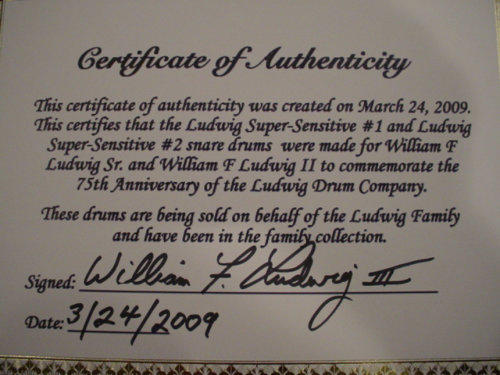 Certificate of Authenticity
This certificate of authenticity was created on March 24, 2009.
This certifies that the Ludwig Super-Sensitive #1 and Ludwig
Super-Sensitive #2 snare drums were made for William F
Ludwig Sr. and William F Ludwig II to commemorate the
75th Anniversary of the Ludwig Drum Company.
These drums are being sold on behalf of the Ludwig Family
and have been in the family collection.
Signed: William F. Ludwig III
Date: 3/24/2009